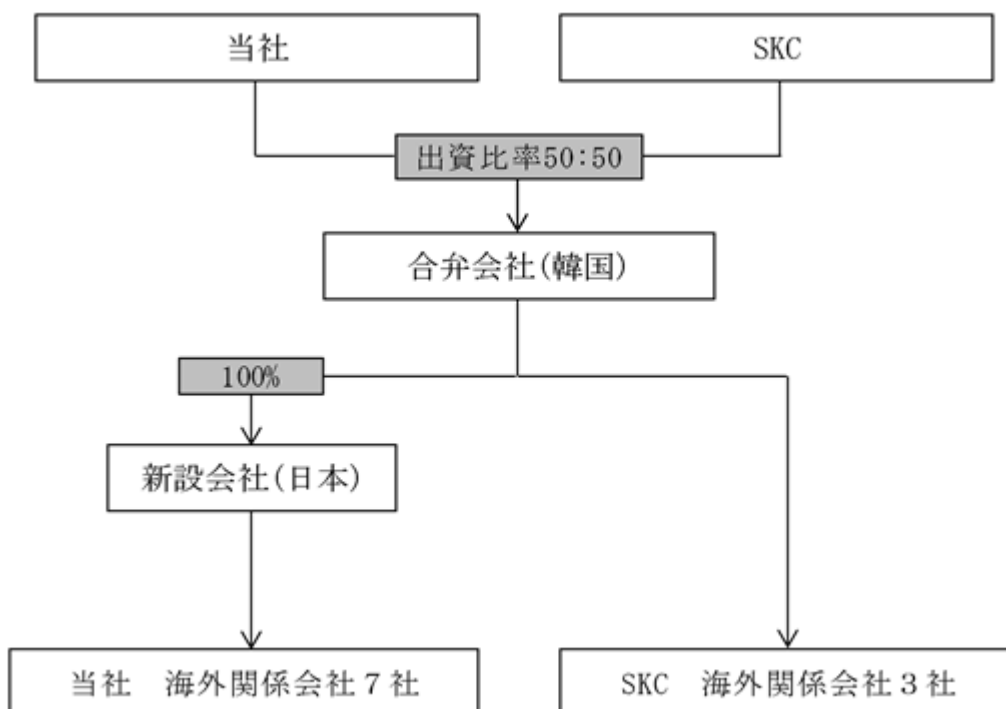 当社
SKC
出資比率50:50
合弁会社(韓国)
100%
新設会社(日本)
当社　海外関係会社７社
SKC　海外関係会社３社